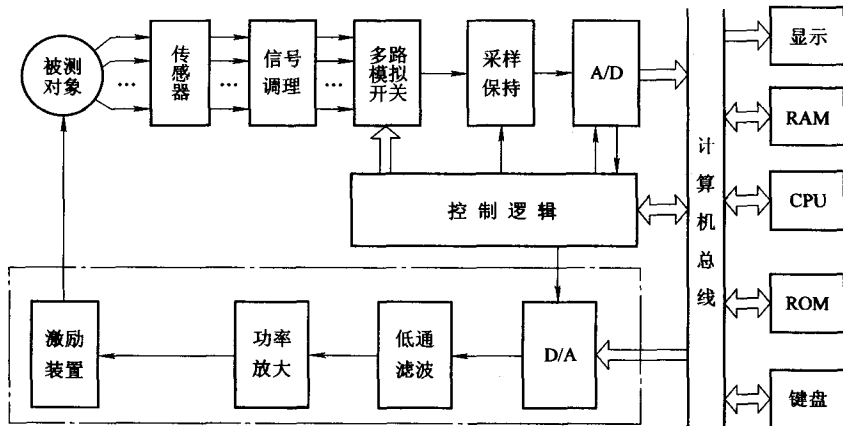 被测
对象
…
传
感
器
…
信号
调理
…
多路
模拟
开关
采样
保持
A/D
计
算
机
总
线
显示
RAM
CPU
ROM
键盘
控制逻辑
激励
装置
功率
放大
低通
滤波
D/A